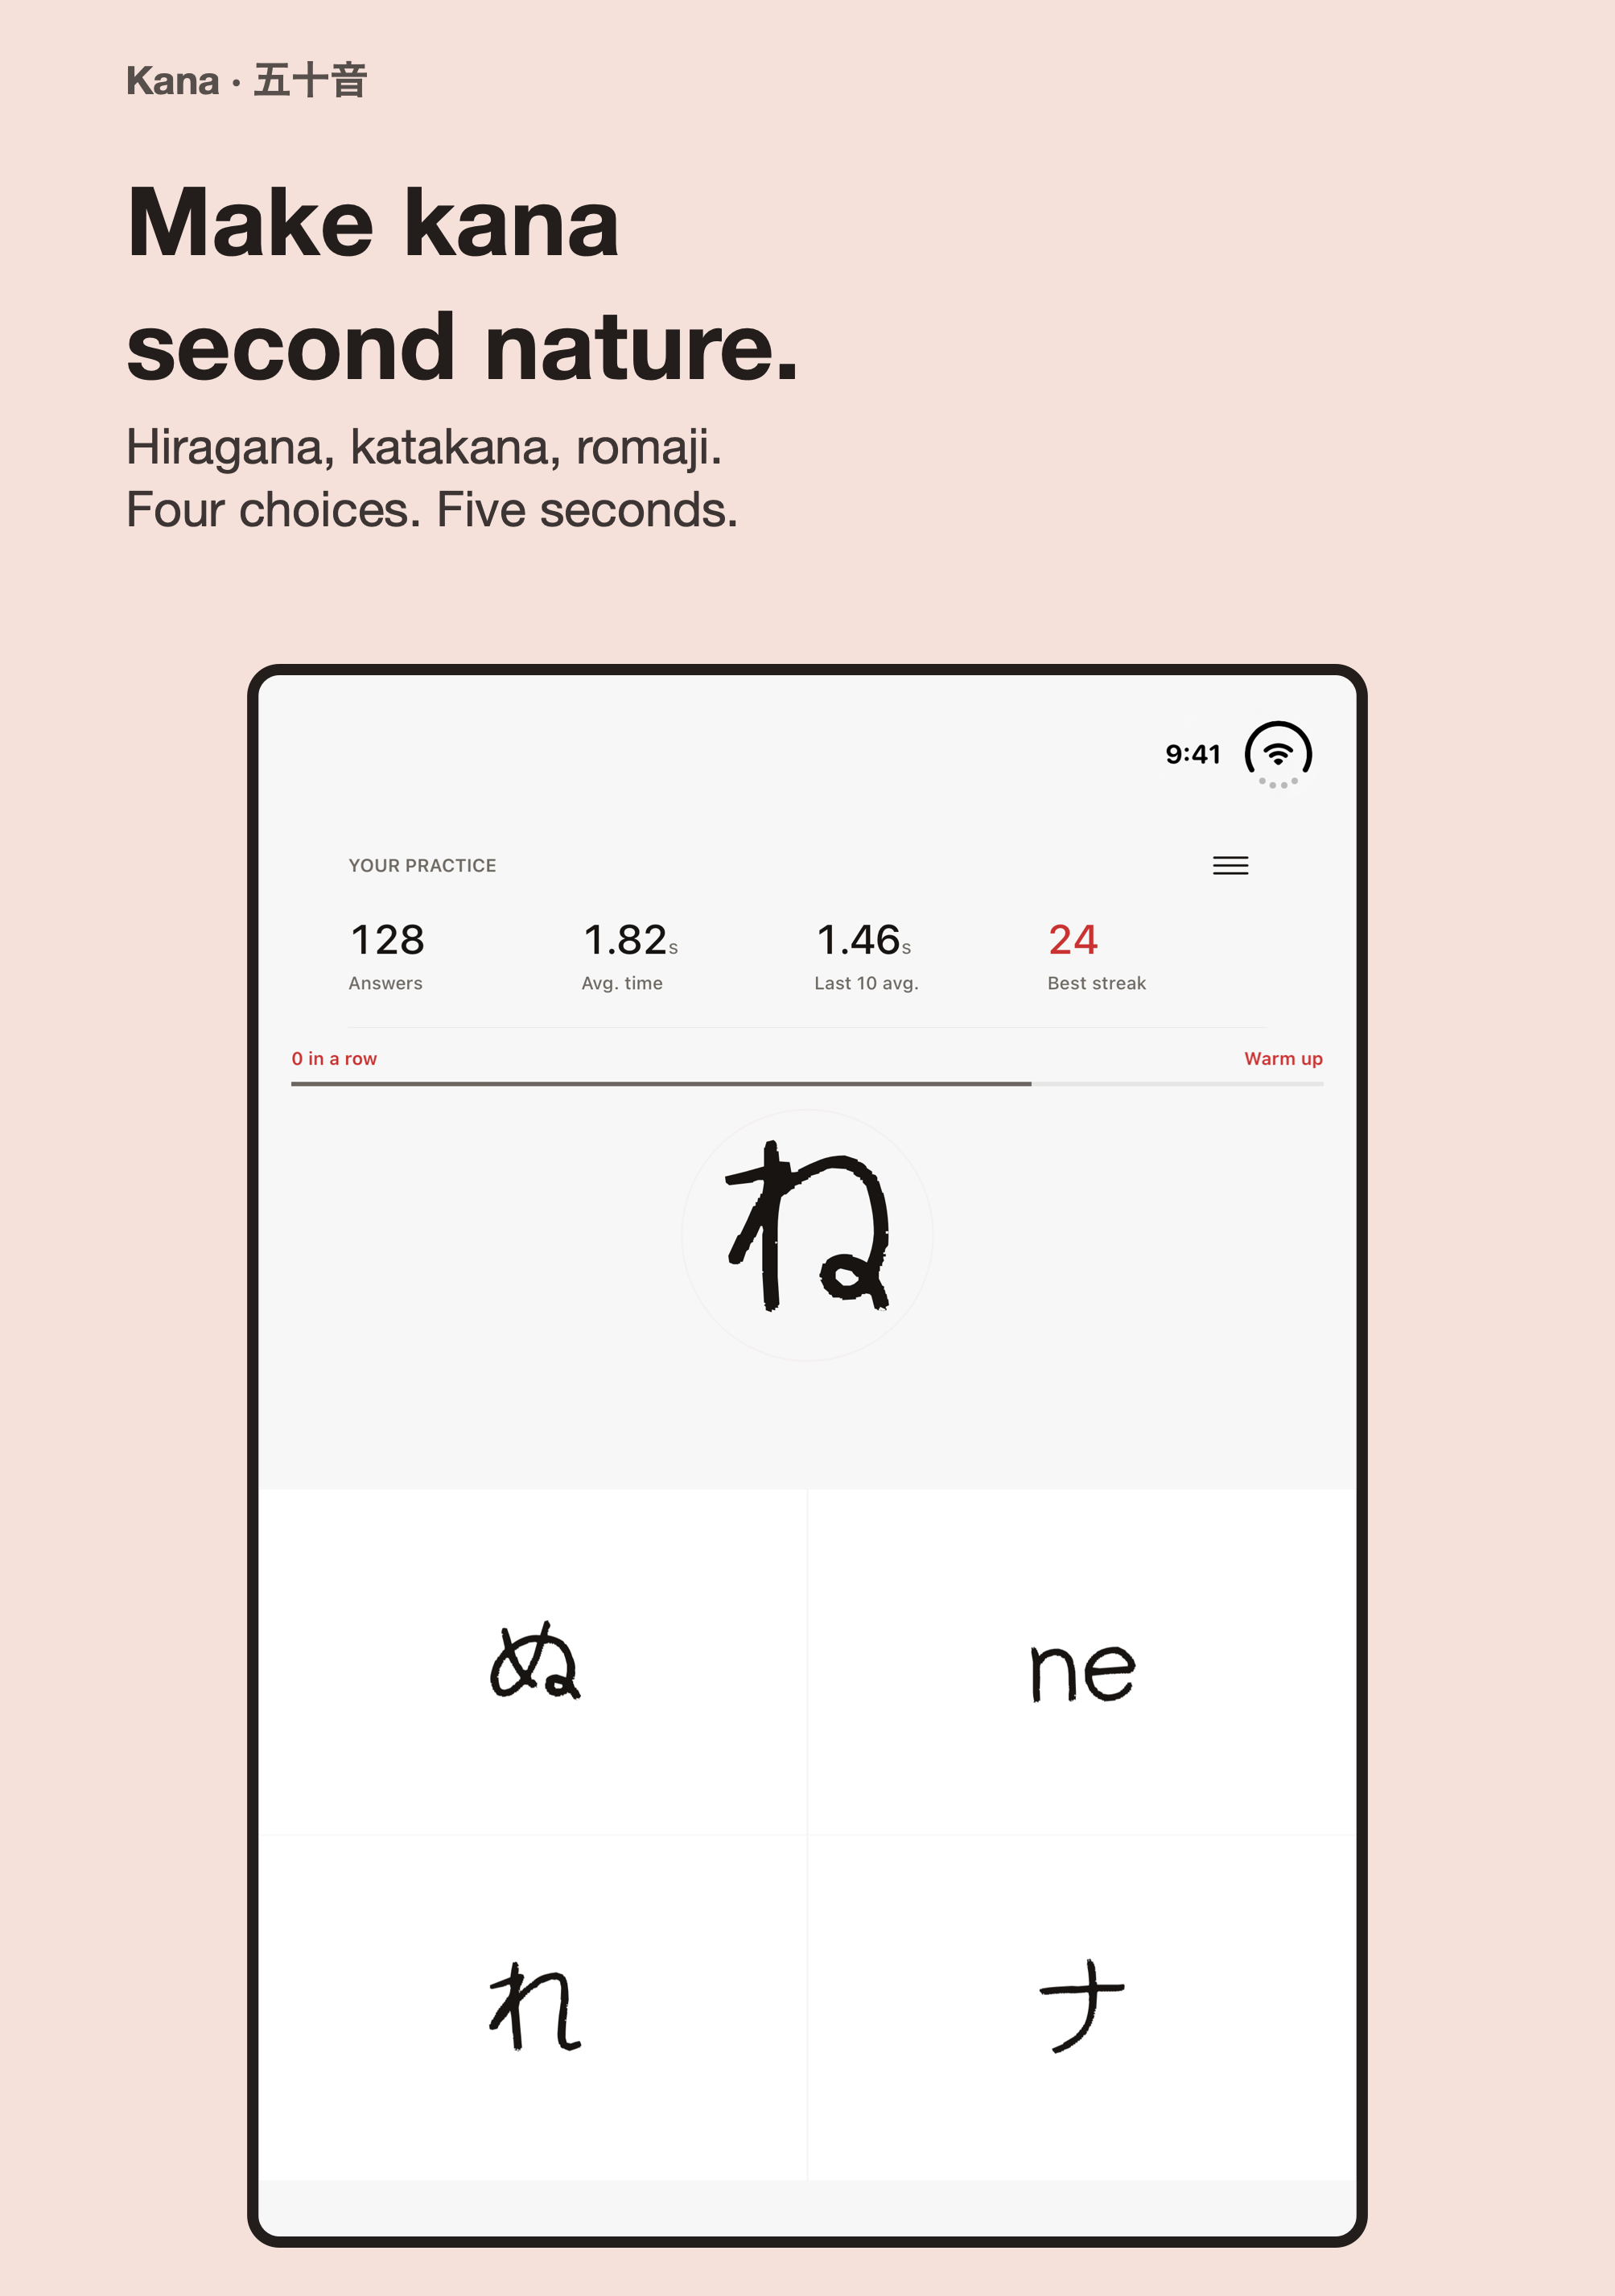 Kana · 五十音
Make kana
second nature.
Hiragana, katakana, romaji.
Four choices. Five seconds.
9:41
YOUR PRACTICE
128 1.82s 1.46s 24
Answers Avg. time Last 10 avg. Best streak
0 in a row Warm up
ね
ぬ ne
れ ナ